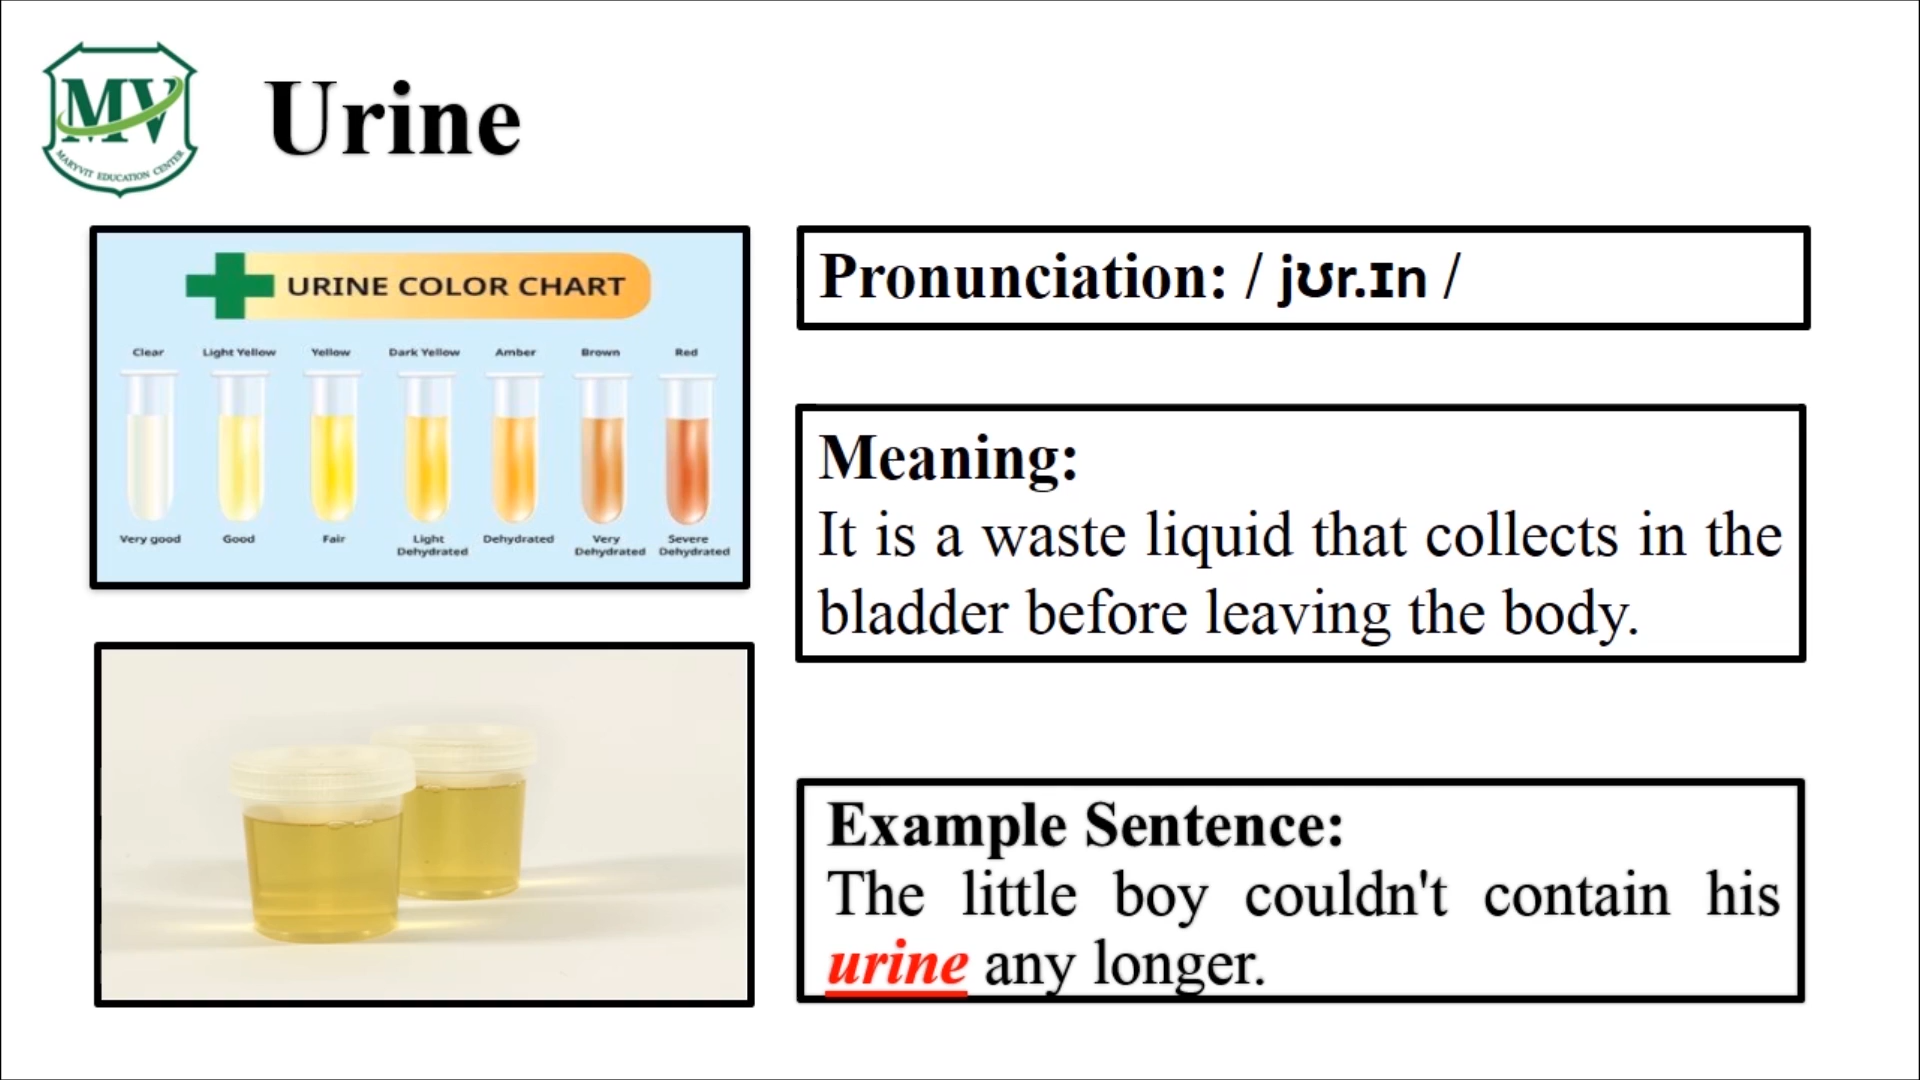 MV
MARYVIT EDUCATION CENTER
Urine
URINE COLOR CHART
Clear Light Yellow Yellow Dark Yellow Amber Brown Red
Very good Good Fair Light Dehydrated Dehydrated Very Dehydrated Severe Dehydrated
Pronunciation: / jʊr.ɪn /
Meaning:
It is a waste liquid that collects in the
bladder before leaving the body.
Example Sentence:
The little boy couldn't contain his
urine any longer.